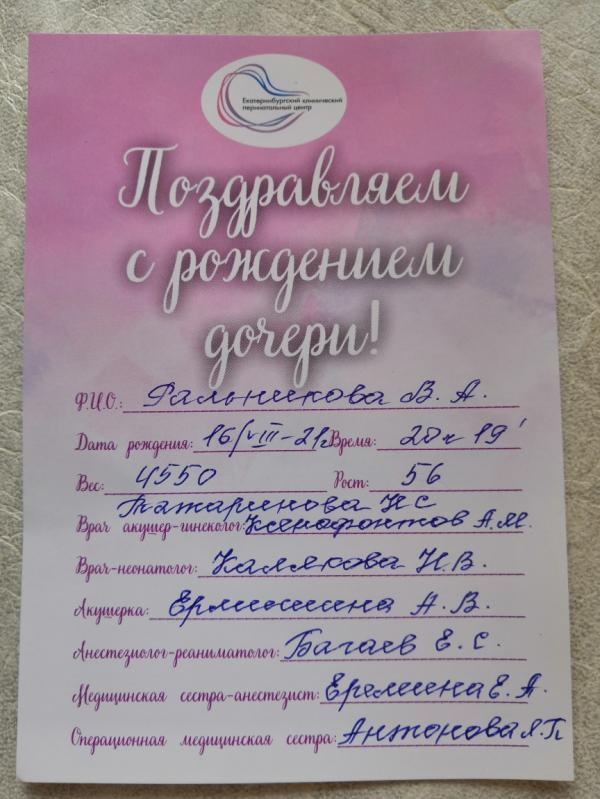 Екатеринбургский клинический
перинатальный центр
Поздравляем
с рождением
дочери!
Ф.И.О.: Фальникова В. А.
Дата рождения: 16/VIII-21г Время: 20ч 19'
Вес: 4550 Рост: 56
Татаринова Н С
Врач акушер-гинеколог: Ксенофонтов А.М.
Врач-неонатолог: Калякова Н.В.
Акушерка: А. В.
Анестезиолог-реаниматолог: Багаев Е. С.
Медицинская сестра-анестезист: Еремина Е. А.
Операционная медицинская сестра: Антонова Я.П